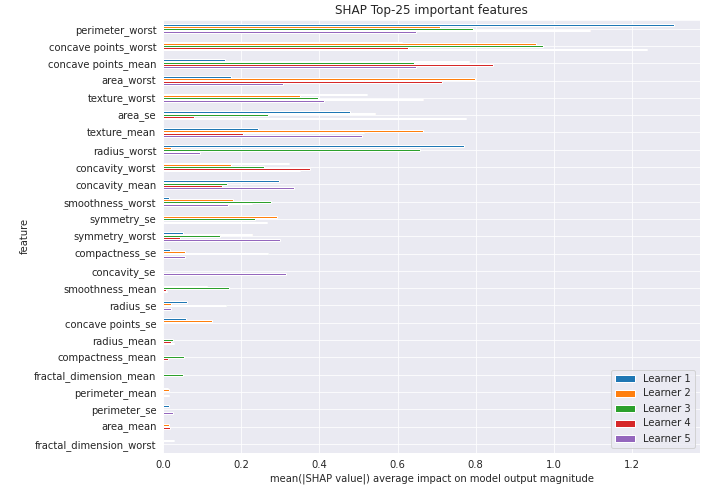 SHAP Top-25 important features
perimeter_worst
concave points_worst
concave points_mean
area_worst
texture_worst
area_se
texture_mean
radius_worst
concavity_worst
concavity_mean
smoothness_worst
symmetry_se
symmetry_worst
compactness_se
concavity_se
smoothness_mean
radius_se
concave points_se
radius_mean
compactness_mean
fractal_dimension_mean
perimeter_mean
perimeter_se
area_mean
fractal_dimension_worst
feature
Learner 1
Learner 2
Learner 3
Learner 4
Learner 5
0.0 0.2 0.4 0.6 0.8 1.0 1.2
mean(|SHAP value|) average impact on model output magnitude